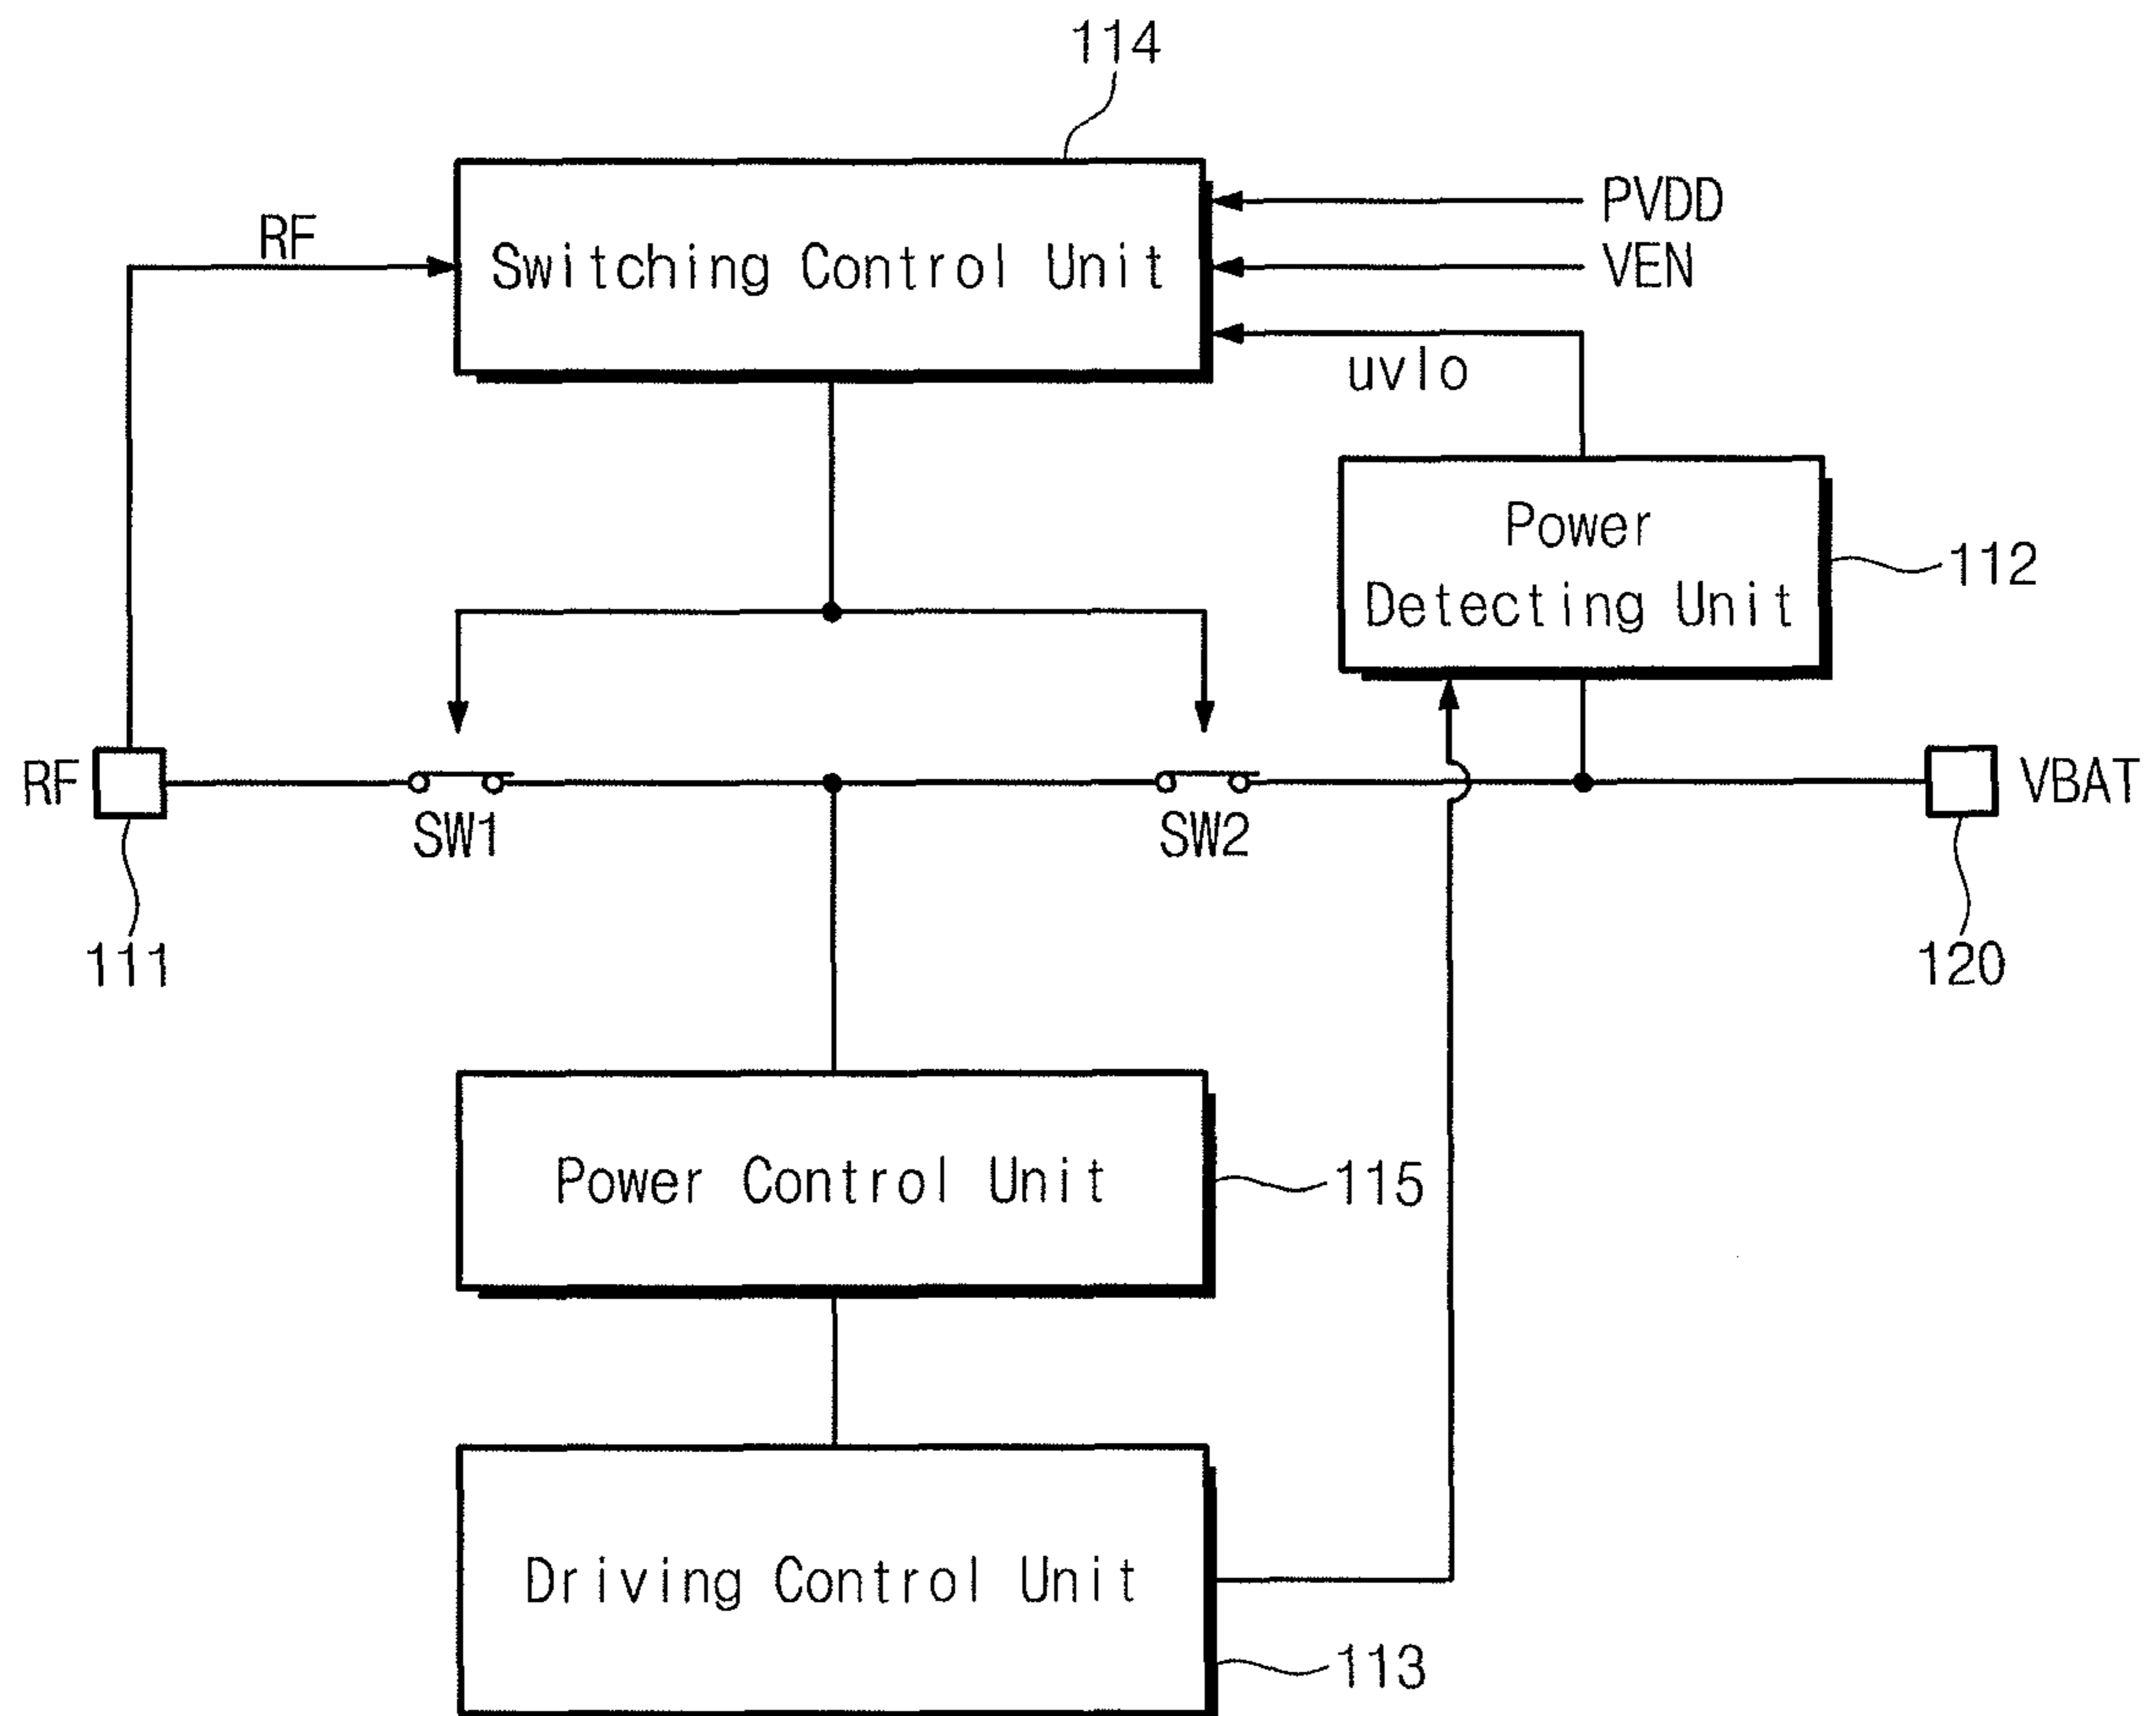 114
PVDD
RF
Switching Control Unit
VEN
uvlo
Power
Detecting Unit
112
RF
VBAT
SW1
SW2
111
120
Power Control Unit
115
Driving Control Unit
113